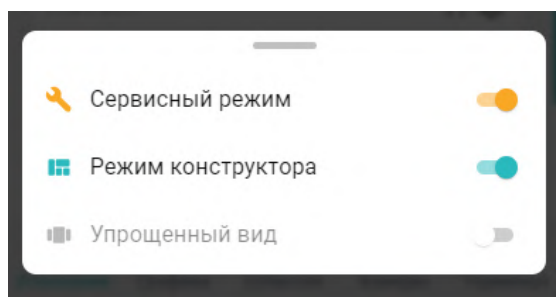 Сервисный режим
Режим конструктора
Упрощенный вид